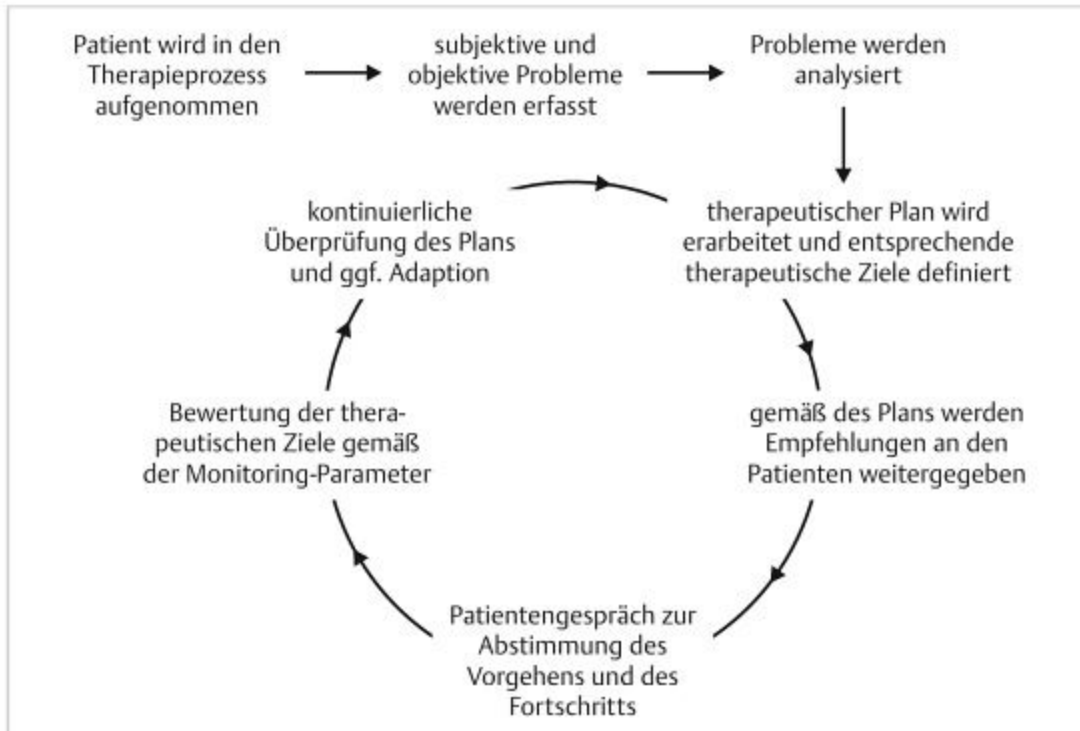 Patient wird in den
Therapieprozess
aufgenommen
subjektive und
objektive Probleme
werden erfasst
Probleme werden
analysiert
therapeutischer Plan wird
erarbeitet und entsprechende
therapeutische Ziele definiert
gemäß des Plans werden
Empfehlungen an den
Patienten weitergegeben
Patientengespräch zur
Abstimmung des
Vorgehens und des
Fortschritts
Bewertung der thera-
peutischen Ziele gemäß
der Monitoring-Parameter
kontinuierliche
Überprüfung des Plans
und ggf. Adaption